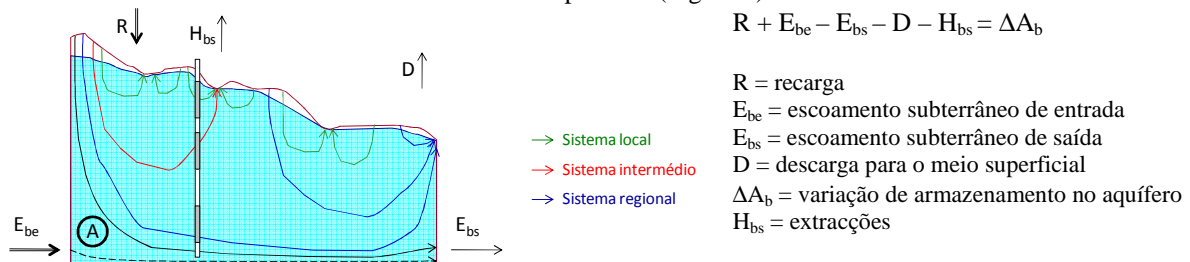 R + E_be – E_bs – D – H_bs = ΔA_b
R
H_bs
D
E_be
A
E_bs
Sistema local
Sistema intermédio
Sistema regional
R = recarga
E_be = escoamento subterrâneo de entrada
E_bs = escoamento subterrâneo de saída
D = descarga para o meio superficial
ΔA_b = variação de armazenamento no aquífero
H_bs = extracções